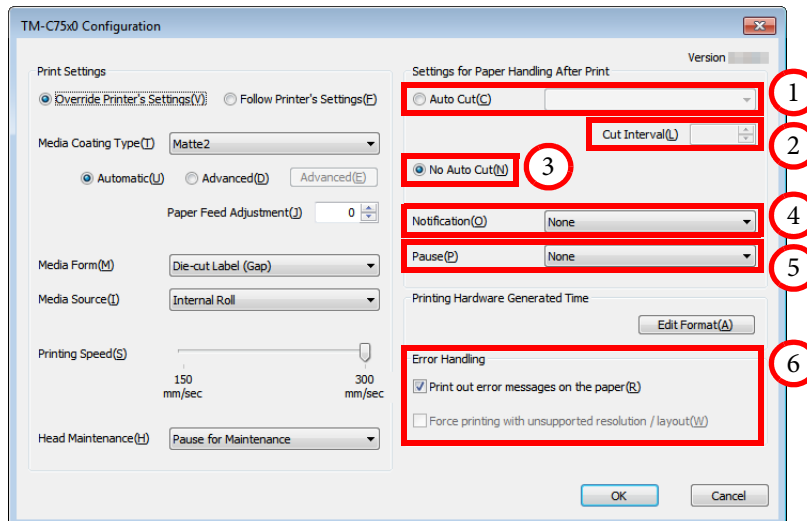 TM-C75x0 Configuration
Version
Print Settings
Override Printer's Settings(V)
Follow Printer's Settings(F)
Media Coating Type(T)
Matte2
Automatic(U)
Advanced(D)
Advanced(E)
Paper Feed Adjustment(J)
0
Media Form(M)
Die-cut Label (Gap)
Media Source(I)
Internal Roll
Printing Speed(S)
150
mm/sec
300
mm/sec
Head Maintenance(H)
Pause for Maintenance
Settings for Paper Handling After Print
Auto Cut(C)
1
Cut Interval(L)
2
No Auto Cut(N)
3
Notification(O)
None
4
Pause(P)
None
5
Printing Hardware Generated Time
Edit Format(A)
Error Handling
6
Print out error messages on the paper(R)
Force printing with unsupported resolution / layout(W)
OK
Cancel